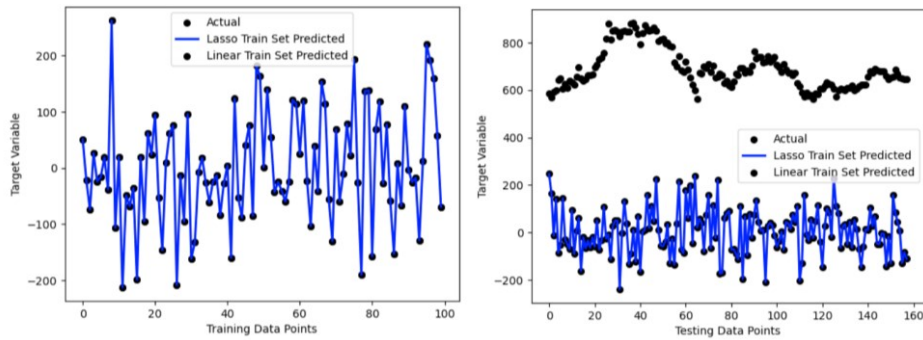 Actual
Lasso Train Set Predicted
Linear Train Set Predicted
200
100
0
−100
−200
Target Variable
0
20
40
60
80
100
Training Data Points
800
600
400
200
0
−200
Target Variable
Actual
Lasso Train Set Predicted
Linear Train Set Predicted
0
20
40
60
80
100
120
140
160
Testing Data Points